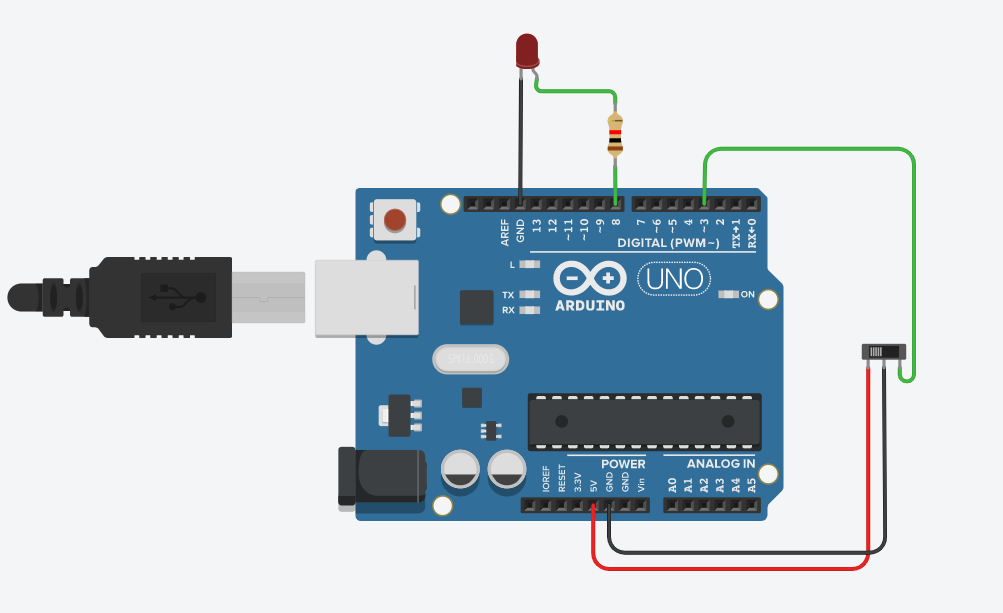 AREF
GND
13
12
~11
~10
~9
8
7
~6
~5
4
~3
2
TX→1
RX←0
DIGITAL (PWM~)
L
TX
RX
ARDUINO
UNO
ON
POWER
ANALOG IN
IOREF
RESET
3.3V
5V
GND
GND
Vin
A0
A1
A2
A3
A4
A5